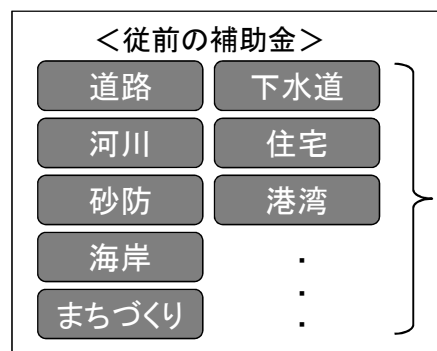 ＜従前の補助金＞
道路 下水道
河川 住宅
砂防 港湾
海岸 ・
まちづくり ・
・